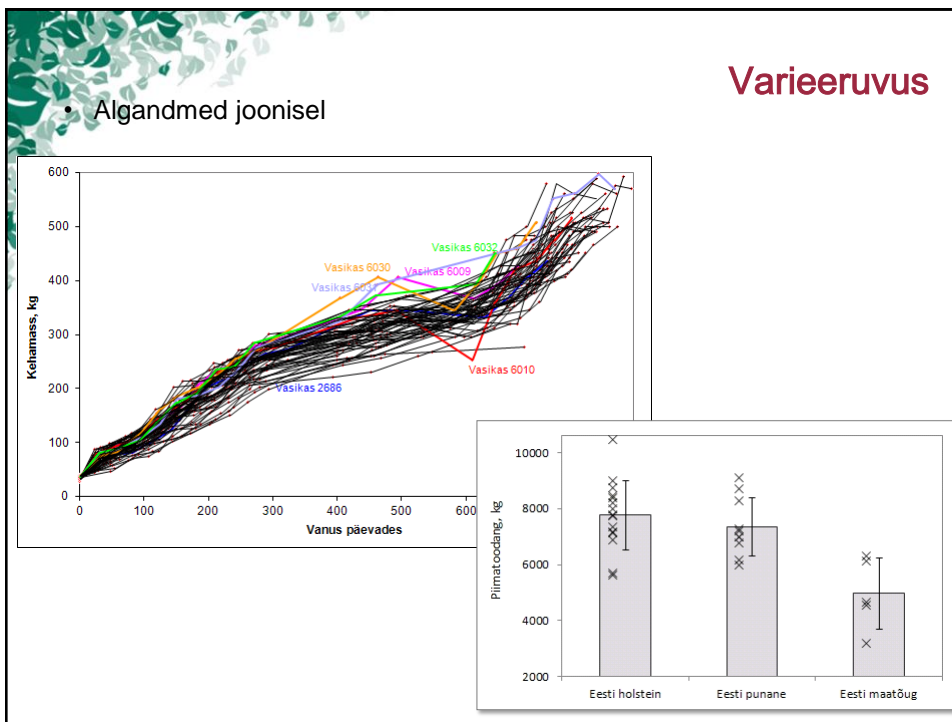 Varieeruvus
• Algandmed joonisel
600
500
400
300
200
100
0
Kehamass, kg
Vasikas 6032
Vasikas 6030
Vasikas 6009
Vasikas 6037
Vasikas 6010
Vasikas 2686
0 100 200 300 400 500 600
Vanus päevades
10000
8000
6000
4000
2000
Piimatoodang, kg
Eesti holstein Eesti punane Eesti maatõug